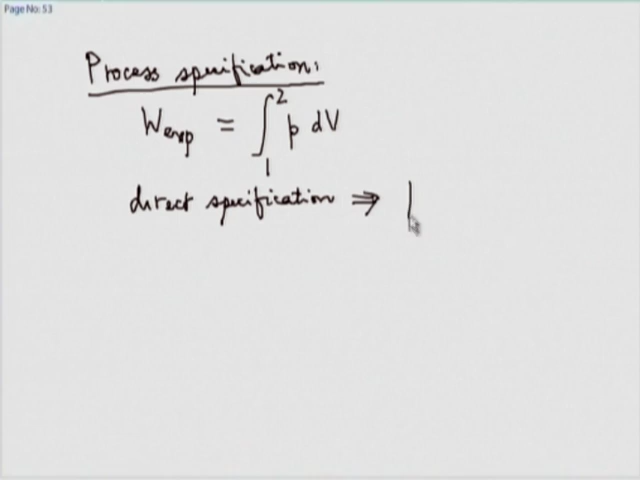 Page No: 53
Process specification:
Wexp = ∫₁² p dV
direct specification ⇒